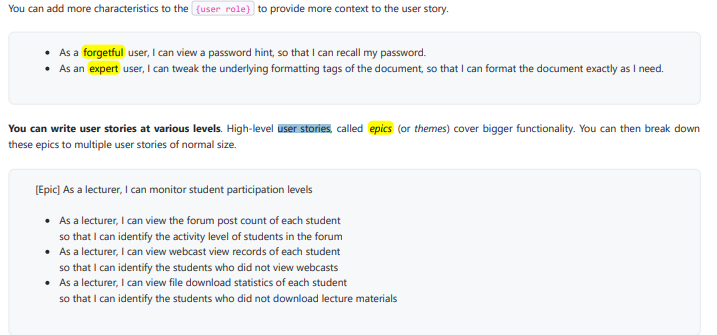 You can add more characteristics to the {user role} to provide more context to the user story.
• As a forgetful user, I can view a password hint, so that I can recall my password.
• As an expert user, I can tweak the underlying formatting tags of the document, so that I can format the document exactly as I need.
You can write user stories at various levels. High-level user stories, called epics (or themes) cover bigger functionality. You can then break down
these epics to multiple user stories of normal size.
[Epic] As a lecturer, I can monitor student participation levels
• As a lecturer, I can view the forum post count of each student
so that I can identify the activity level of students in the forum
• As a lecturer, I can view webcast view records of each student
so that I can identify the students who did not view webcasts
• As a lecturer, I can view file download statistics of each student
so that I can identify the students who did not download lecture materials